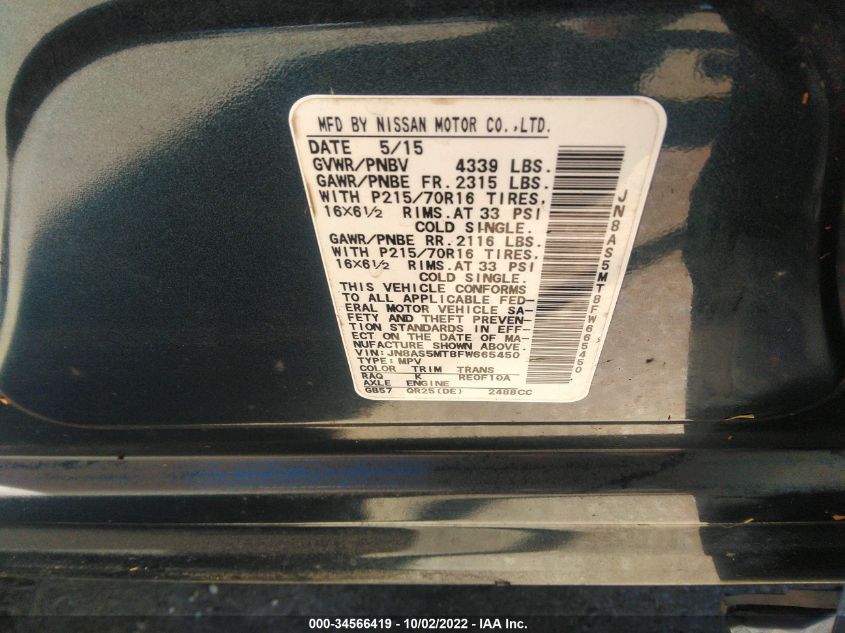 MFD BY NISSAN MOTOR CO.,LTD.
DATE 5/15
GVWR/PNBV 4339 LBS.
GAWR/PNBE FR. 2315 LBS.
WITH P215/70R16 TIRES,
16X6½ RIMS. AT 33 PSI
COLD SINGLE.
GAWR/PNBE RR. 2116 LBS.
WITH P215/70R16 TIRES,
16X6½ RIMS. AT 33 PSI
COLD SINGLE.
THIS VEHICLE CONFORMS
TO ALL APPLICABLE FED-
ERAL MOTOR VEHICLE SA-
FETY AND THEFT PREVEN-
TION STANDARDS IN EFF-
ECT ON THE DATE OF MA-
NUFACTURE SHOWN ABOVE.
VIN: JN8AS5MT8FW665450
TYPE: MPV
COLOR TRIM TRANS
RAQ K RE0F10A
AXLE ENGINE
GB57 QR25(DE) 2488CC
JN8AS5MT8FW665450
000-34566419 - 10/02/2022 - IAA Inc.